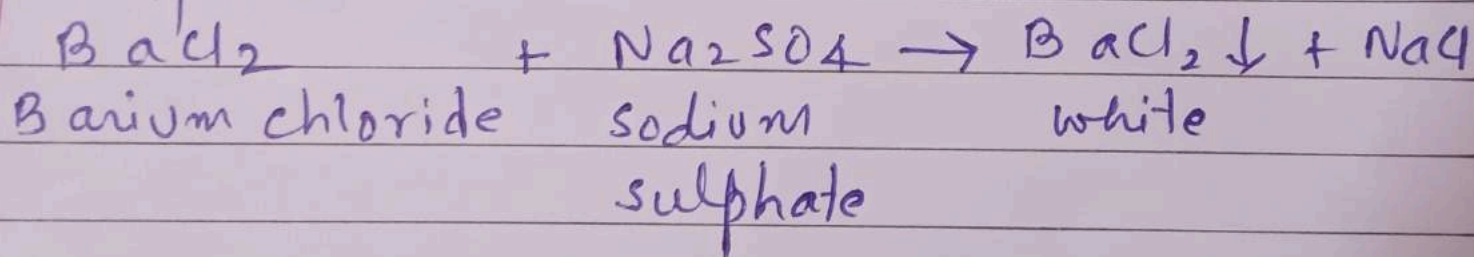 BaCl2 + Na2SO4 → BaCl2 ↓ + NaCl
Barium chloride sodium white
sulphate